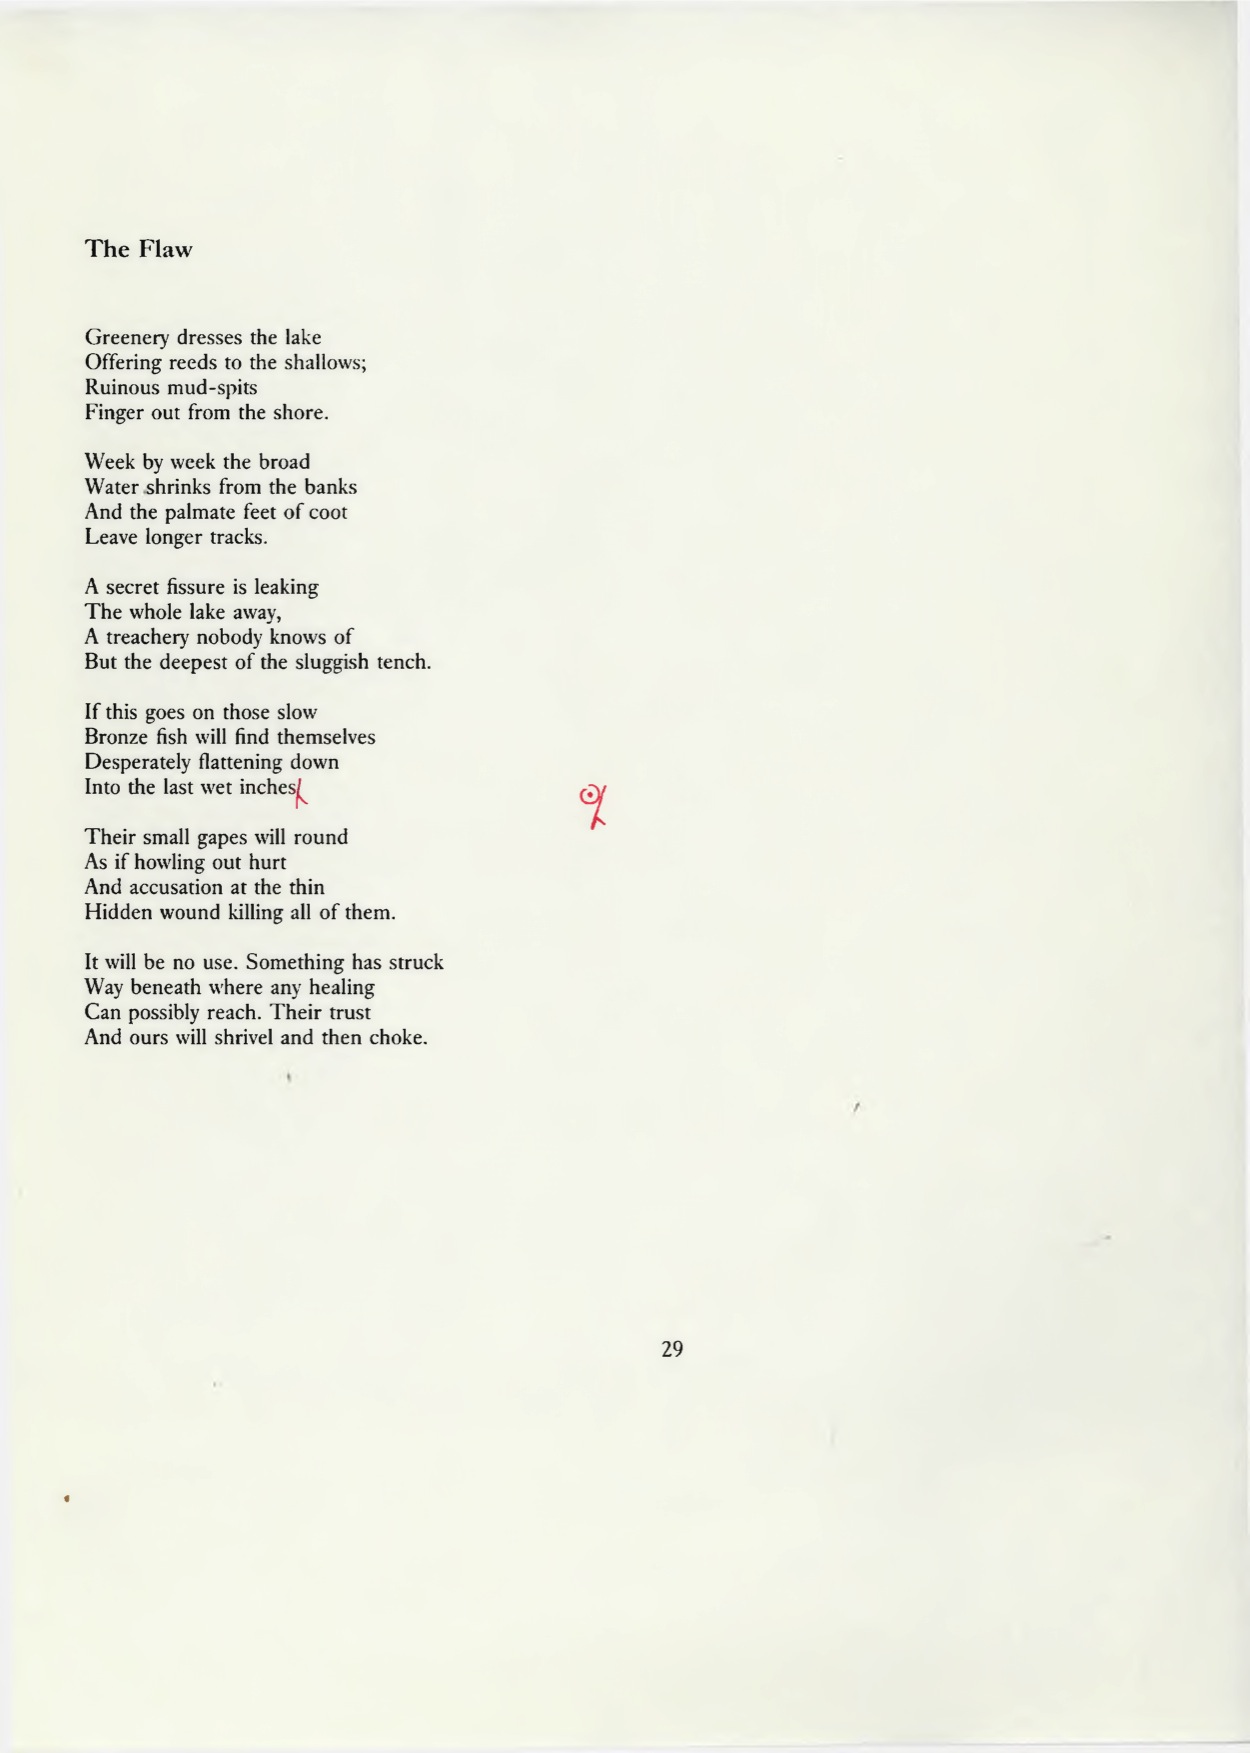 The Flaw
Greenery dresses the lake
Offering reeds to the shallows;
Ruinous mud-spits
Finger out from the shore.
Week by week the broad
Water shrinks from the banks
And the palmate feet of coot
Leave longer tracks.
A secret fissure is leaking
The whole lake away,
A treachery nobody knows of
But the deepest of the sluggish tench.
If this goes on those slow
Bronze fish will find themselves
Desperately flattening down
Into the last wet inches
Their small gapes will round
As if howling out hurt
And accusation at the thin
Hidden wound killing all of them.
It will be no use. Something has struck
Way beneath where any healing
Can possibly reach. Their trust
And ours will shrivel and then choke.
29